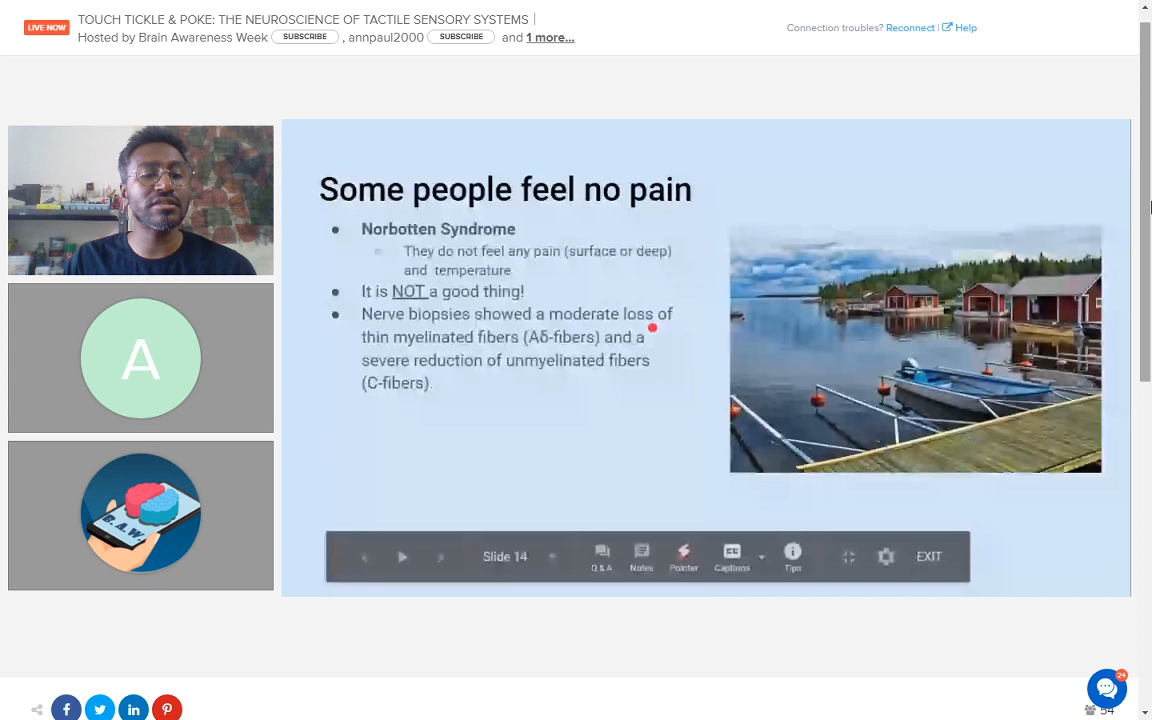 LIVE NOW
TOUCH TICKLE & POKE: THE NEUROSCIENCE OF TACTILE SENSORY SYSTEMS
Hosted by Brain Awareness Week SUBSCRIBE , annpaul2000 SUBSCRIBE and 1 more...
Connection troubles? Reconnect | Help
A
B.A.W.
Some people feel no pain
Norbotten Syndrome
They do not feel any pain (surface or deep)
and temperature
It is NOT a good thing!
Nerve biopsies showed a moderate loss of
thin myelinated fibers (Aδ-fibers) and a
severe reduction of unmyelinated fibers
(C-fibers).
Slide 14
Q & A Notes Pointer Captions Tips EXIT
24
54